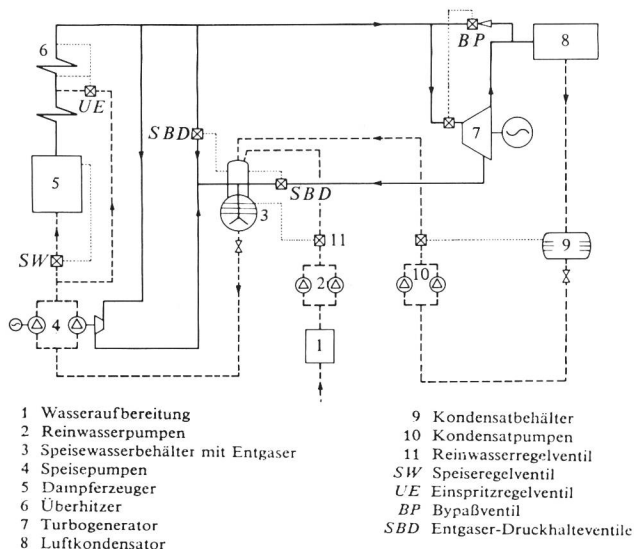 6
BP
8
UE
SBD
7
5
SBD
3
SW
11
9
2
10
4
1
1 Wasseraufbereitung
2 Reinwasserpumpen
3 Speisewasserbehälter mit Entgaser
4 Speisepumpen
5 Dampferzeuger
6 Überhitzer
7 Turbogenerator
8 Luftkondensator
9 Kondensatbehälter
10 Kondensatpumpen
11 Reinwasserregelventil
SW Speiseregelventil
UE Einspritzregelventil
BP Bypaßventil
SBD Entgaser-Druckhalteventile